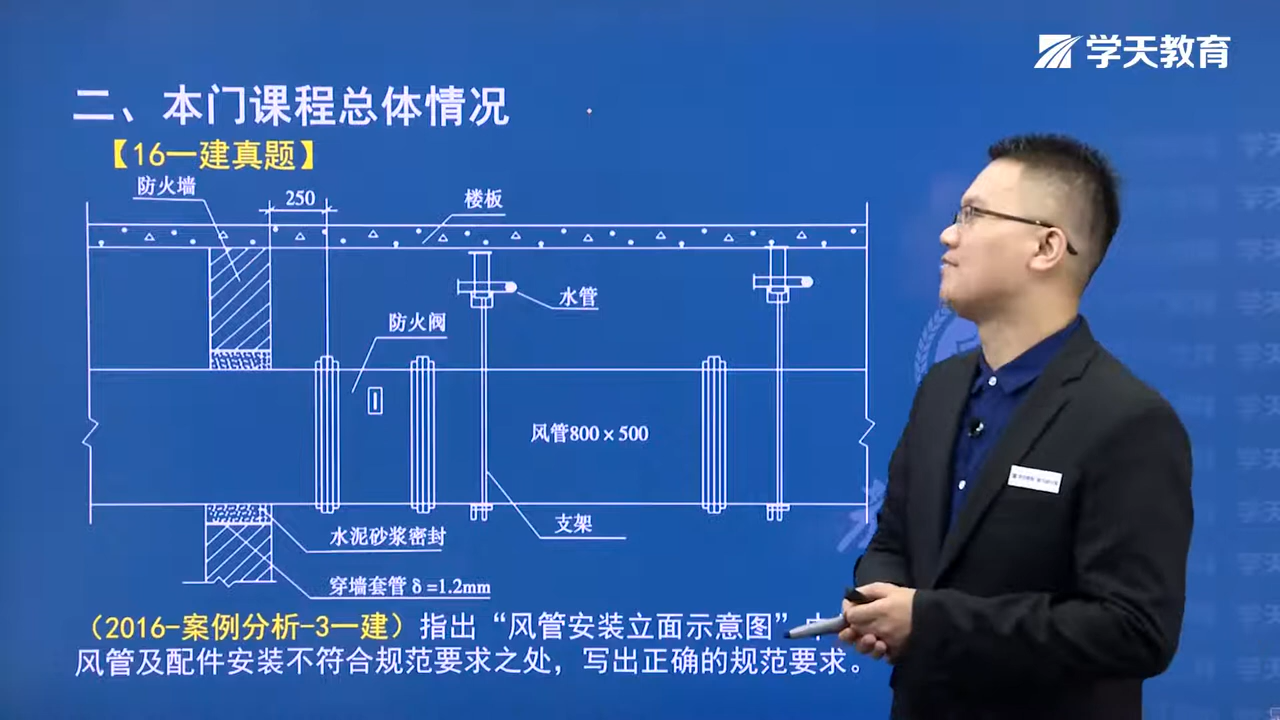 学天教育
二、本门课程总体情况
【16一建真题】
防火墙
250
楼板
水管
防火阀
风管800×500
支架
水泥砂浆密封
穿墙套管 δ=1.2mm
（2016-案例分析-3一建）指出“风管安装立面示意图”中
风管及配件安装不符合规范要求之处，写出正确的规范要求。